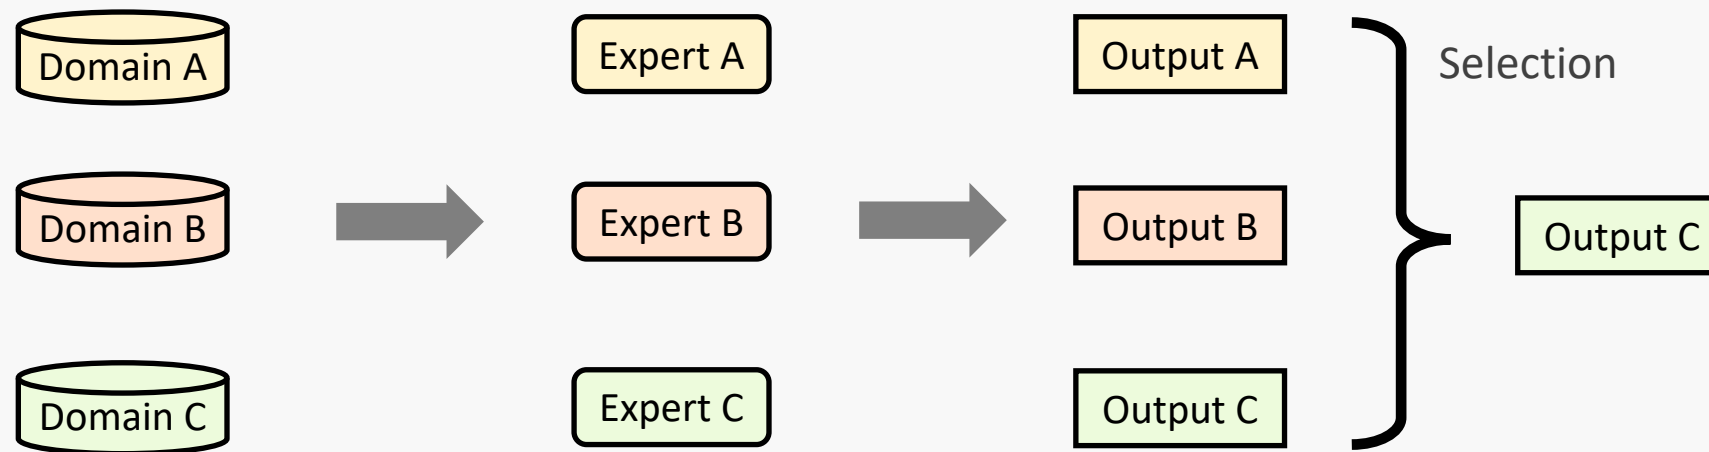 Domain A
Expert A
Output A
Selection
Domain B
Expert B
Output B
Output C
Domain C
Expert C
Output C